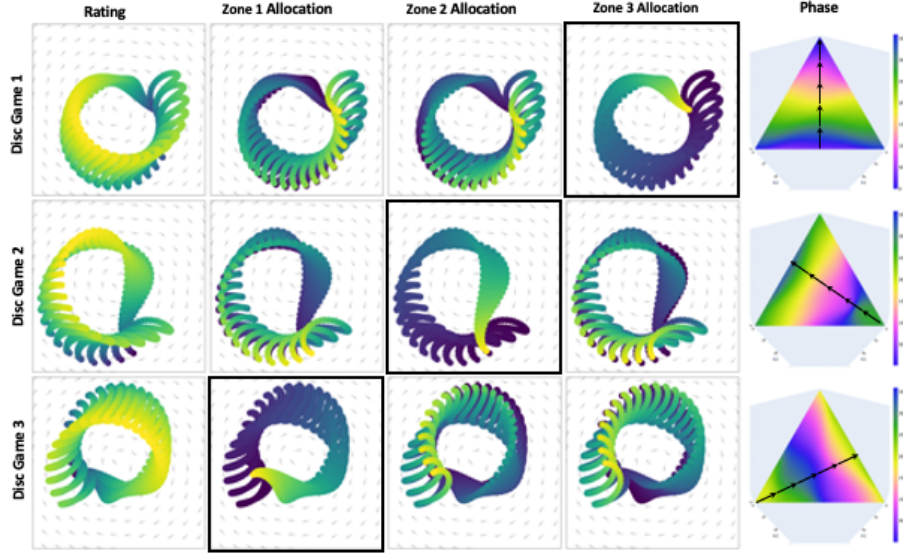 Rating Zone 1 Allocation Zone 2 Allocation Zone 3 Allocation Phase
Disc Game 1
Disc Game 2
Disc Game 3